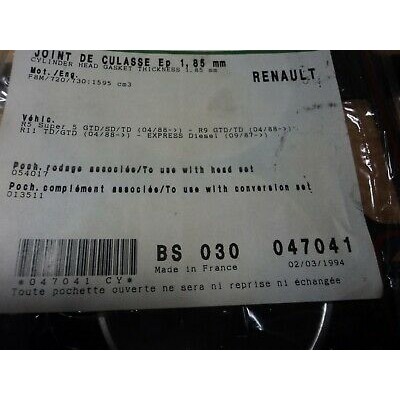 JOINT DE CULASSE Ep 1,85 mm
CYLINDER HEAD GASKET THICKNESS 1.85 mm
RENAULT
Mot./Eng.
F8M/720/730:1595 cm3
Véhic.
R5 Super 5 GTD/SD/TD (04/88->) - R9 GTD/TD (04/88->)
R11 TD/GTD (04/88->) - EXPRESS Diesel (09/87->)
Poch. rodage associée/To use with head set
054017
Poch.complément associée/To use with conversion set
013511
BS 030 047041
Made in France 02/03/1994
*047041 CY*
Toute pochette ouverte ne sera ni reprise ni échangée